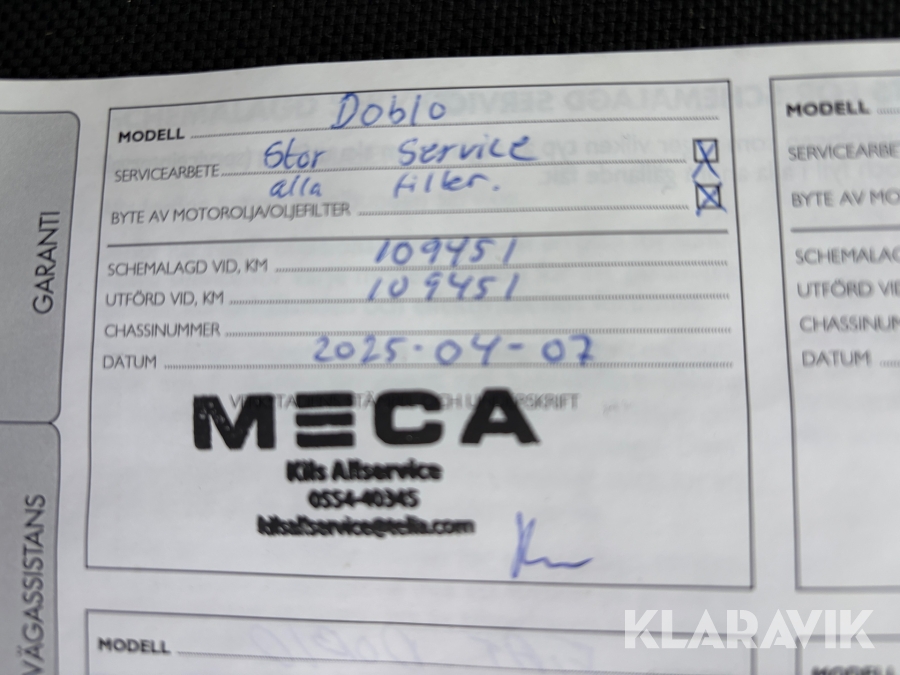 MODELL Doblo
SERVICEARBETE Stor Service
alla filter.
BYTE AV MOTOROLJA/OLJEFILTER
SCHEMALAGD VID, KM 109451
UTFÖRD VID, KM 109451
CHASSINUMMER
DATUM 2025-04-07
MECA
Kils Allservice
0554-40345
kilsallservice@telia.com
MODELL
GARANTI
VÄGASSISTANS
MODELL
SERVICEARBE
BYTE AV MO
SCHEMALAG
UTFÖRD VID
CHASSINUM
DATUM
MODELL
KLARAVIK